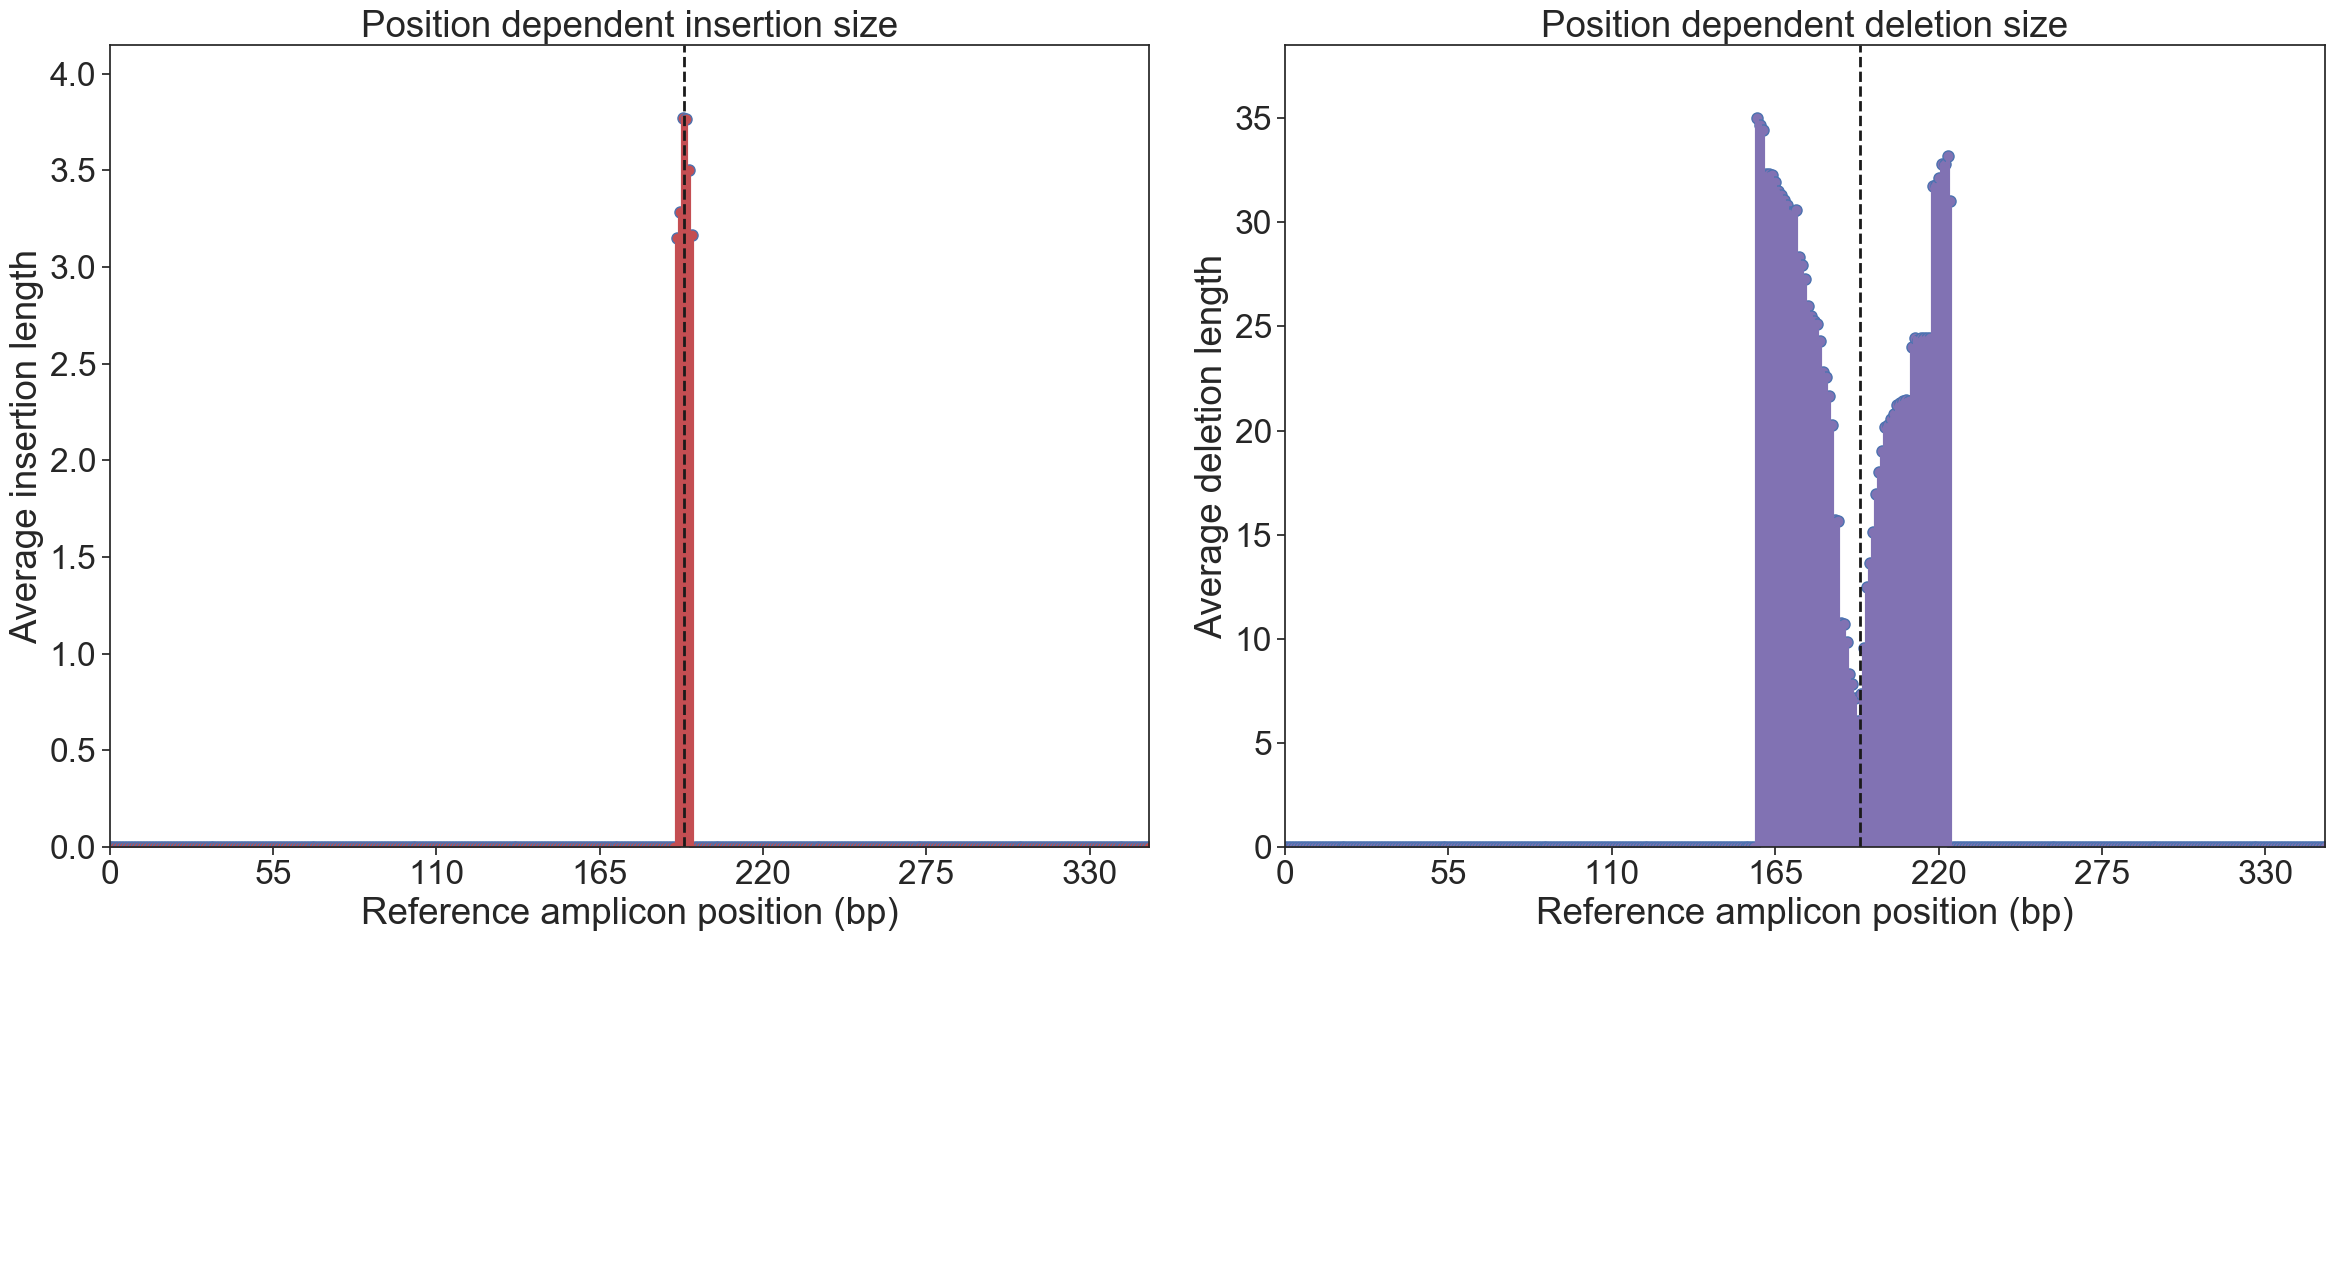 Position dependent insertion size
Average insertion length
4.0
3.5
3.0
2.5
2.0
1.5
1.0
0.5
0.0
0 55 110 165 220 275 330
Reference amplicon position (bp)
Position dependent deletion size
Average deletion length
35
30
25
20
15
10
5
0
0 55 110 165 220 275 330
Reference amplicon position (bp)